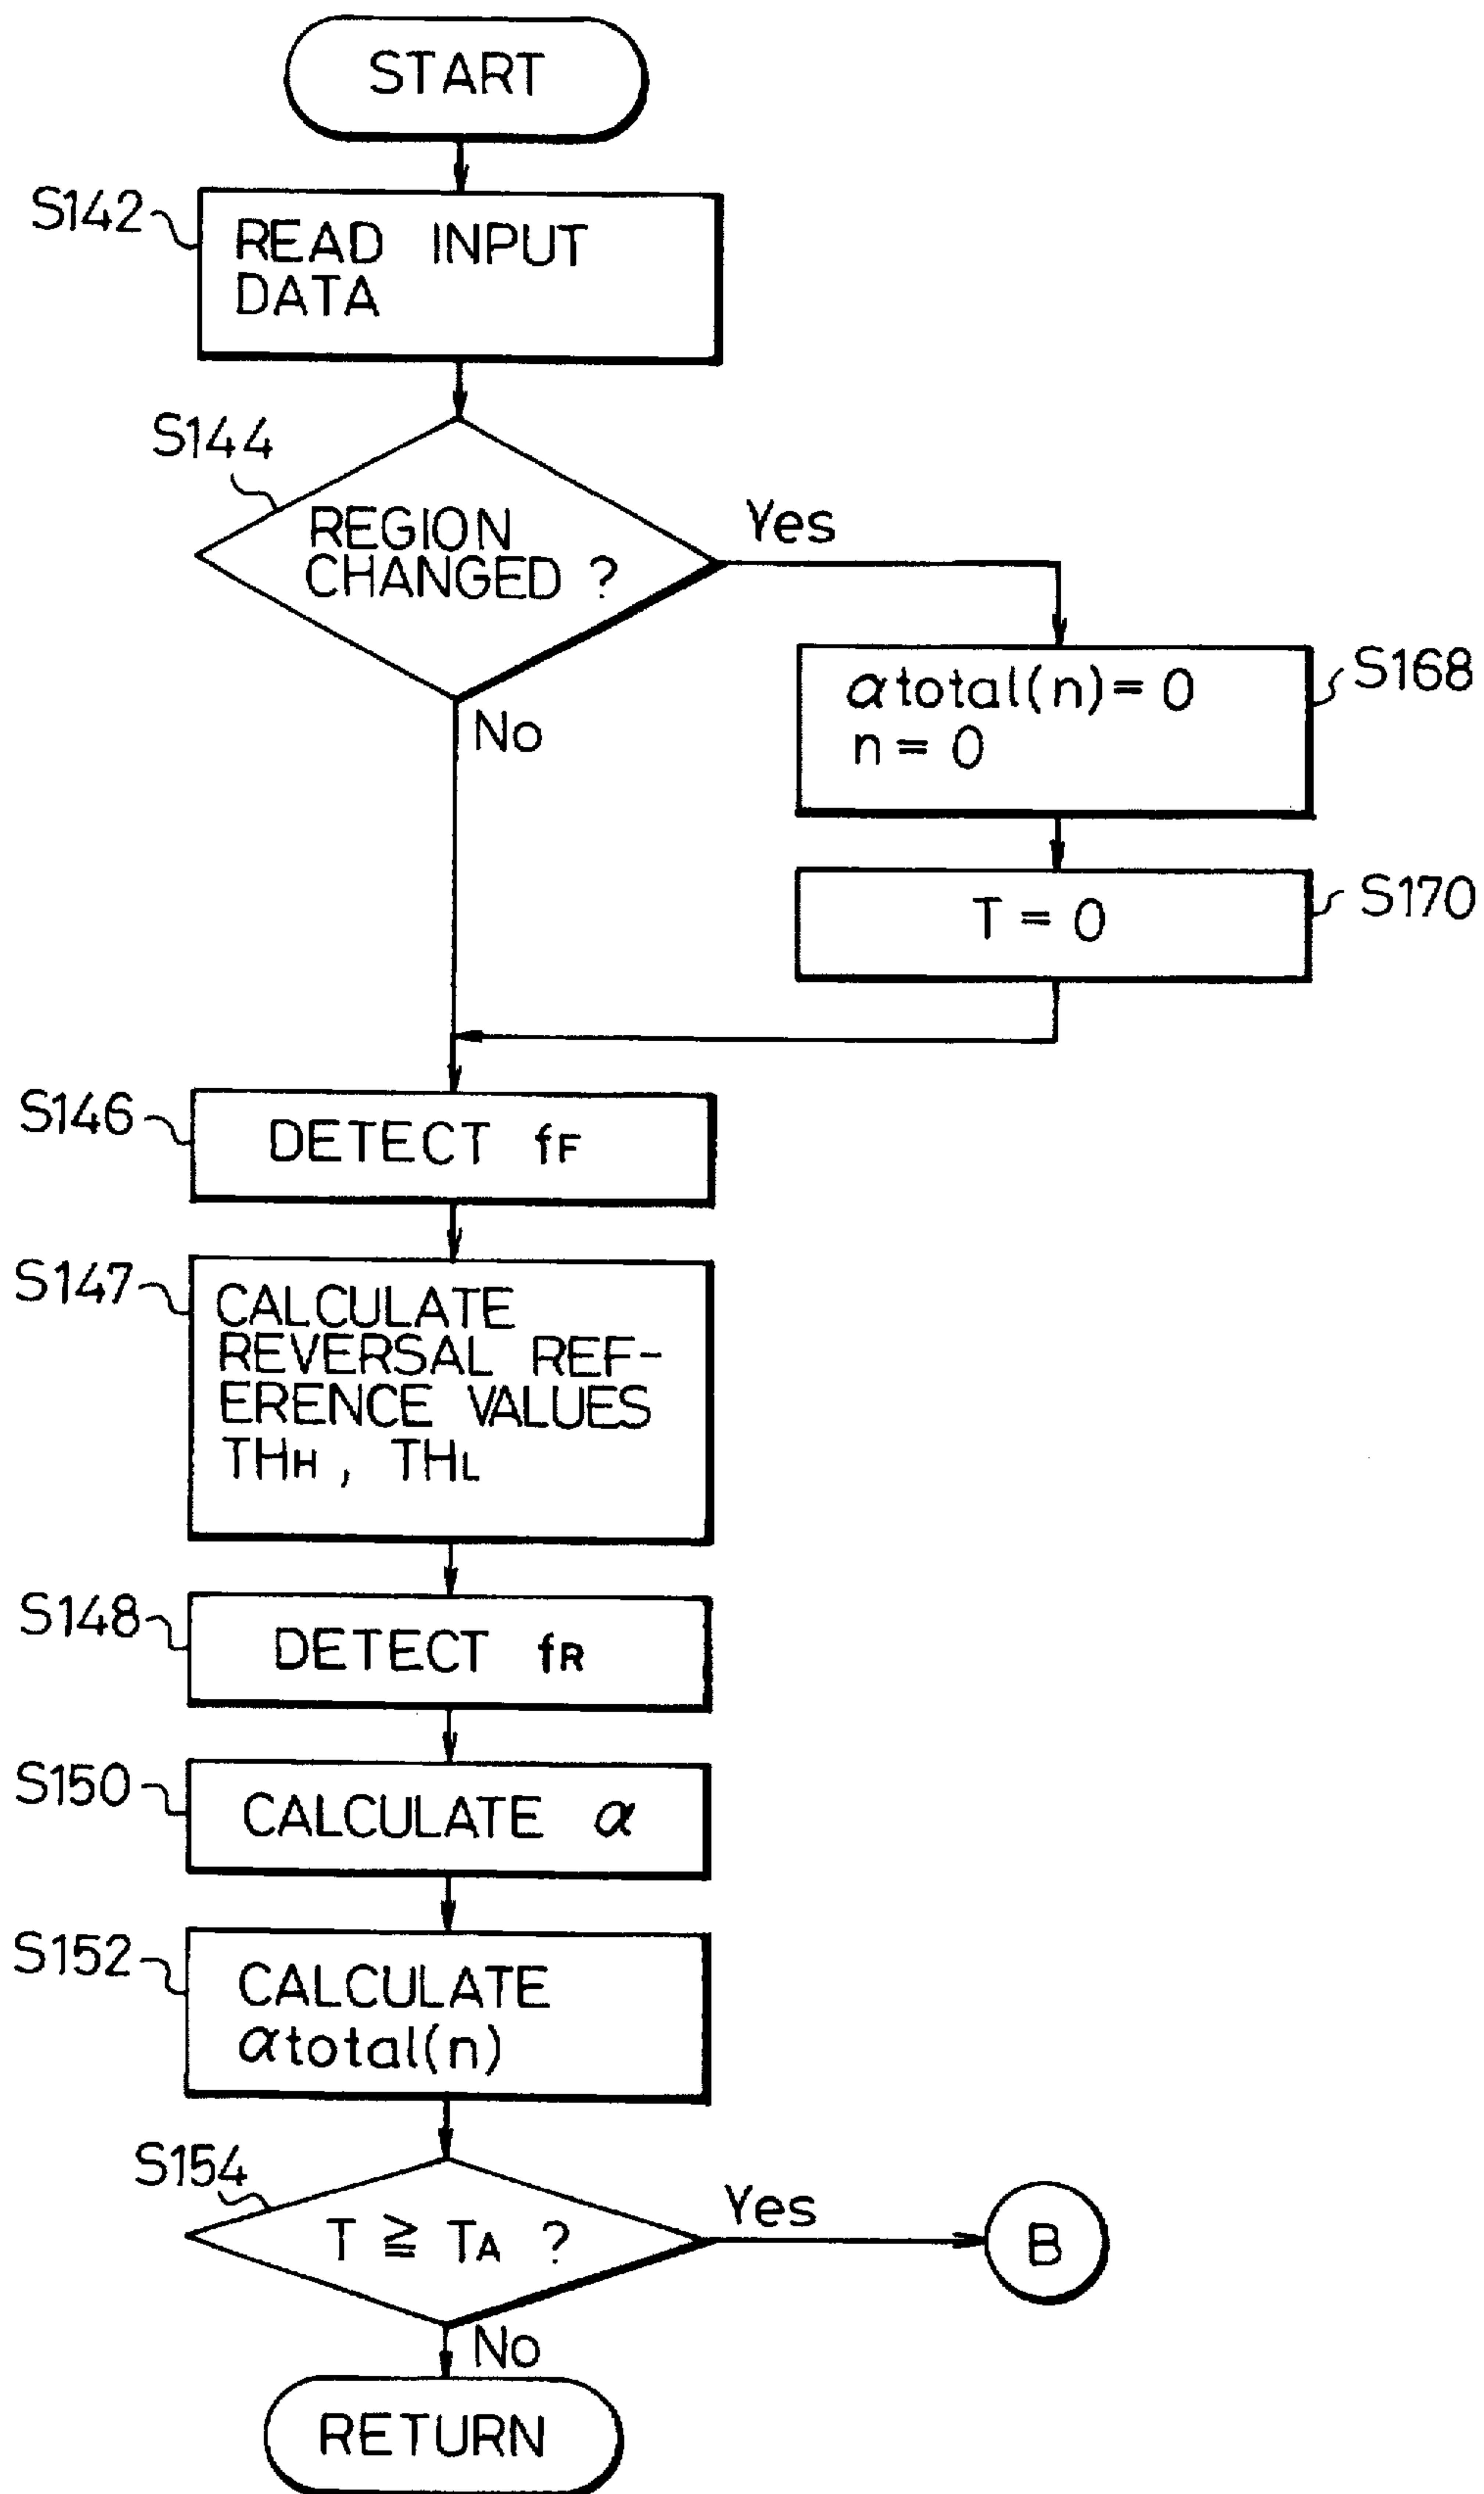 START
S142
READ INPUT
DATA
S144
REGION
CHANGED ?
Yes
No
αtotal(n)=0
n=0
S168
T=0
S170
S146
DETECT fF
S147
CALCULATE
REVERSAL REF-
ERENCE VALUES
THH, THL
S148
DETECT fR
S150
CALCULATE α
S152
CALCULATE
αtotal(n)
S154
T ≧ TA ?
Yes
B
No
RETURN